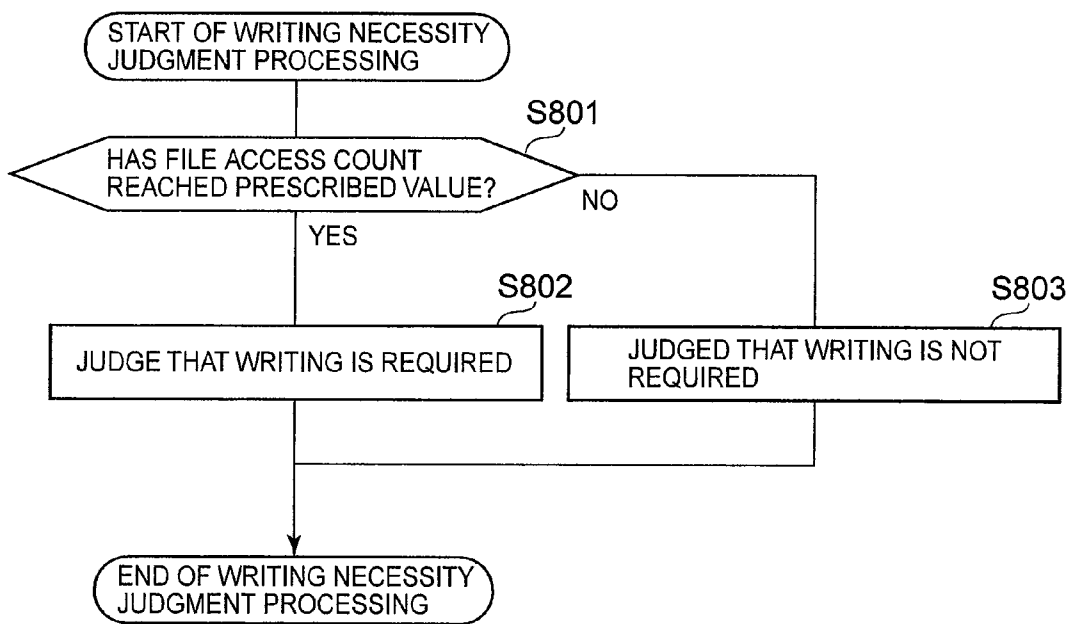 START OF WRITING NECESSITY
JUDGMENT PROCESSING
S801
HAS FILE ACCESS COUNT
REACHED PRESCRIBED VALUE?
NO
YES
S802
S803
JUDGE THAT WRITING IS REQUIRED
JUDGED THAT WRITING IS NOT
REQUIRED
END OF WRITING NECESSITY
JUDGMENT PROCESSING